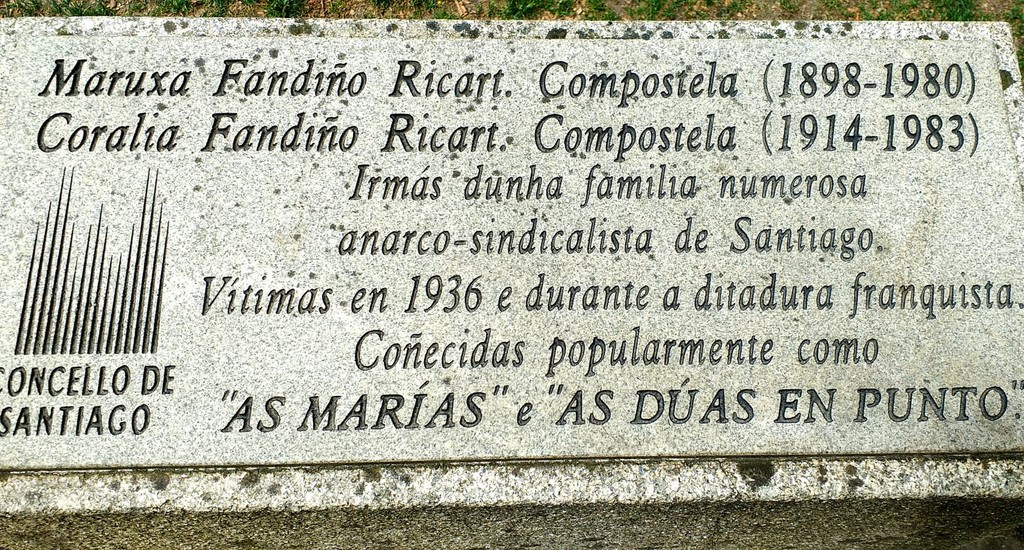 Maruxa Fandiño Ricart. Compostela (1898-1980)
Coralia Fandiño Ricart. Compostela (1914-1983)
Irmás dunha familia numerosa
anarco-sindicalista de Santiago.
Vítimas en 1936 e durante a ditadura franquista.
Coñecidas popularmente como
"AS MARÍAS" e "AS DÚAS EN PUNTO".
CONCELLO DE
SANTIAGO